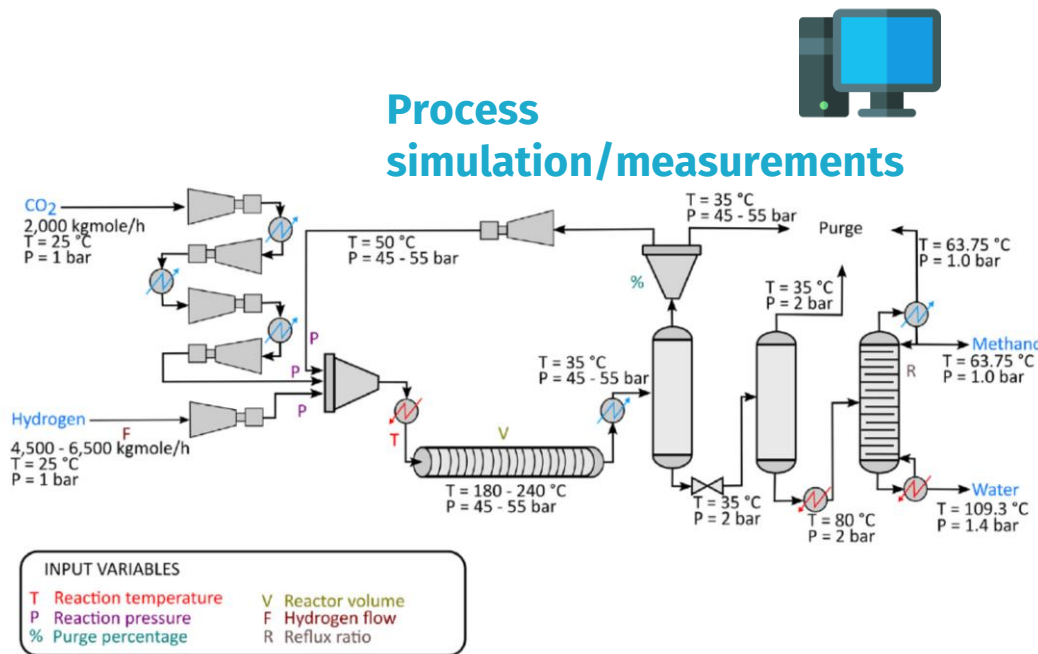 Process
simulation/measurements
CO2
2,000 kgmole/h
T = 25 °C
P = 1 bar
T = 50 °C
P = 45 - 55 bar
T = 35 °C
P = 45 - 55 bar
Purge
T = 63.75 °C
P = 1.0 bar
%
T = 35 °C
P = 2 bar
P
P
P
Methano
T = 63.75 °C
P = 1.0 bar
R
T = 35 °C
P = 45 - 55 bar
Hydrogen
F
4,500 - 6,500 kgmole/h
T = 25 °C
P = 1 bar
T
V
T = 180 - 240 °C
P = 45 - 55 bar
T = 35 °C
P = 2 bar
T = 80 °C
P = 2 bar
Water
T = 109.3 °C
P = 1.4 bar
INPUT VARIABLES
T Reaction temperature
P Reaction pressure
% Purge percentage
V Reactor volume
F Hydrogen flow
R Reflux ratio